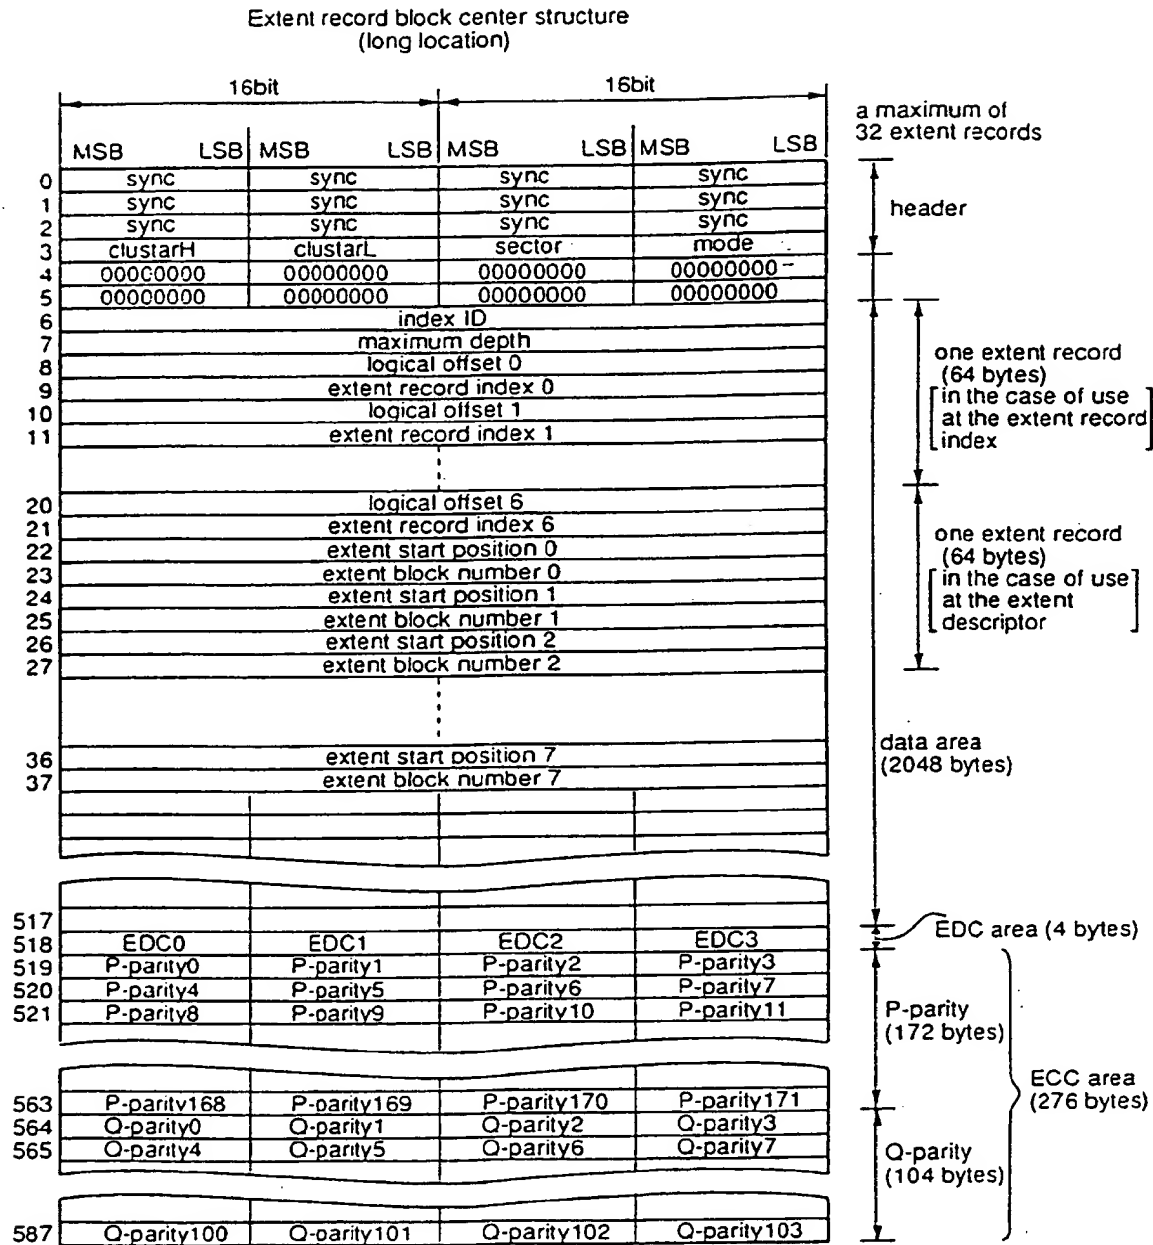 Extent record block center structure
(long location)
16bit 16bit
a maximum of
32 extent records
MSB LSB MSB LSB MSB LSB MSB LSB
0 sync sync sync sync
1 sync sync sync sync
2 sync sync sync sync
3 clustarH clustarL sector mode
header
4 00000000 00000000 00000000 00000000
5 00000000 00000000 00000000 00000000
6 index ID
7 maximum depth
8 logical offset 0
9 extent record index 0
10 logical offset 1
11 extent record index 1
one extent record
(64 bytes)
in the case of use
at the extent record
index
20 logical offset 6
21 extent record index 6
22 extent start position 0
23 extent block number 0
24 extent start position 1
25 extent block number 1
26 extent start position 2
27 extent block number 2
one extent record
(64 bytes)
in the case of use
at the extent
descriptor
36 extent start position 7
37 extent block number 7
data area
(2048 bytes)
517
518 EDC0 EDC1 EDC2 EDC3
EDC area (4 bytes)
519 P-parity0 P-parity1 P-parity2 P-parity3
520 P-parity4 P-parity5 P-parity6 P-parity7
521 P-parity8 P-parity9 P-parity10 P-parity11
P-parity
(172 bytes)
563 P-parity168 P-parity169 P-parity170 P-parity171
564 Q-parity0 Q-parity1 Q-parity2 Q-parity3
565 Q-parity4 Q-parity5 Q-parity6 Q-parity7
ECC area
(276 bytes)
Q-parity
(104 bytes)
587 Q-parity100 Q-parity101 Q-parity102 Q-parity103